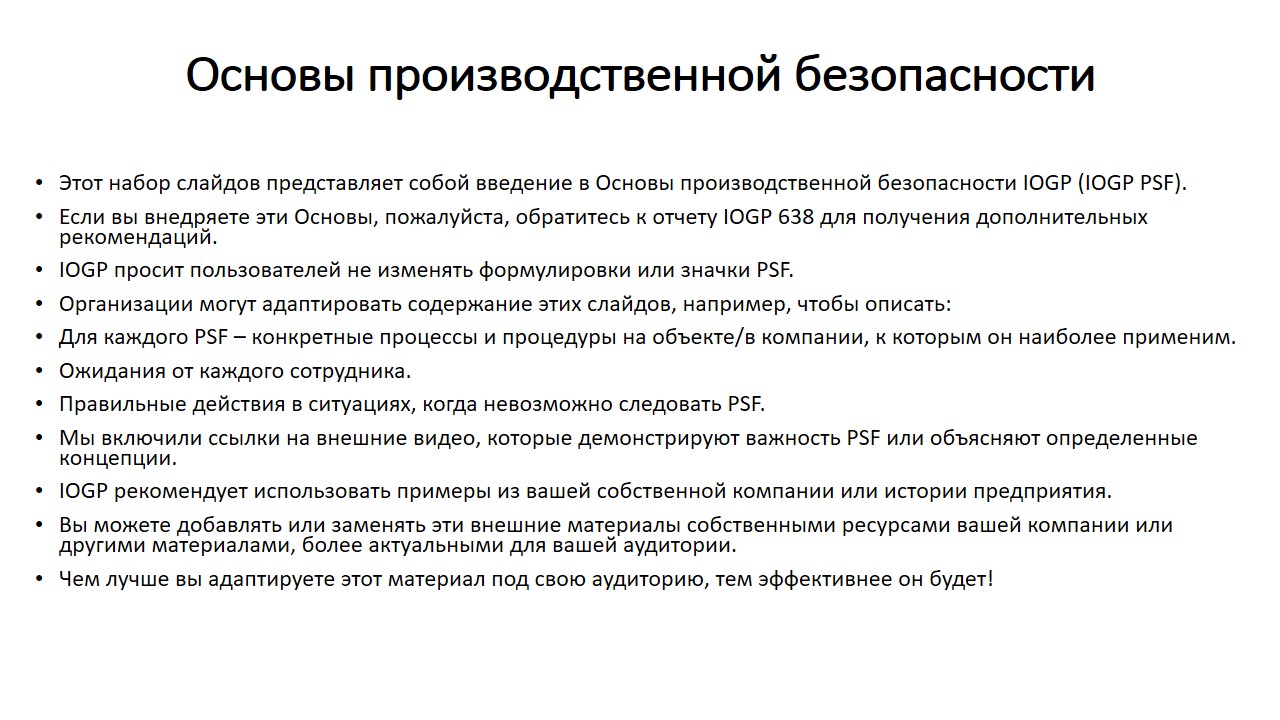 Основы производственной безопасности
• Этот набор слайдов представляет собой введение в Основы производственной безопасности IOGP (IOGP PSF).
• Если вы внедряете эти Основы, пожалуйста, обратитесь к отчету IOGP 638 для получения дополнительных
рекомендаций.
• IOGP просит пользователей не изменять формулировки или значки PSF.
• Организации могут адаптировать содержание этих слайдов, например, чтобы описать:
• Для каждого PSF – конкретные процессы и процедуры на объекте/в компании, к которым он наиболее применим.
• Ожидания от каждого сотрудника.
• Правильные действия в ситуациях, когда невозможно следовать PSF.
• Мы включили ссылки на внешние видео, которые демонстрируют важность PSF или объясняют определенные
концепции.
• IOGP рекомендует использовать примеры из вашей собственной компании или истории предприятия.
• Вы можете добавлять или заменять эти внешние материалы собственными ресурсами вашей компании или
другими материалами, более актуальными для вашей аудитории.
• Чем лучше вы адаптируете этот материал под свою аудиторию, тем эффективнее он будет!